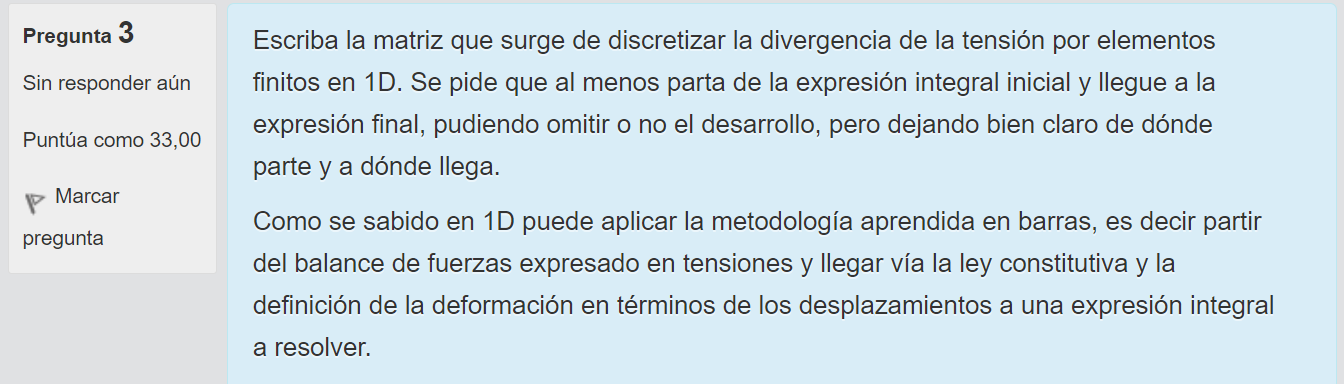 Pregunta 3
Sin responder aún
Puntúa como 33,00
Marcar
pregunta
Escriba la matriz que surge de discretizar la divergencia de la tensión por elementos
finitos en 1D. Se pide que al menos parta de la expresión integral inicial y llegue a la
expresión final, pudiendo omitir o no el desarrollo, pero dejando bien claro de dónde
parte y a dónde llega.
Como se sabido en 1D puede aplicar la metodología aprendida en barras, es decir partir
del balance de fuerzas expresado en tensiones y llegar vía la ley constitutiva y la
definición de la deformación en términos de los desplazamientos a una expresión integral
a resolver.